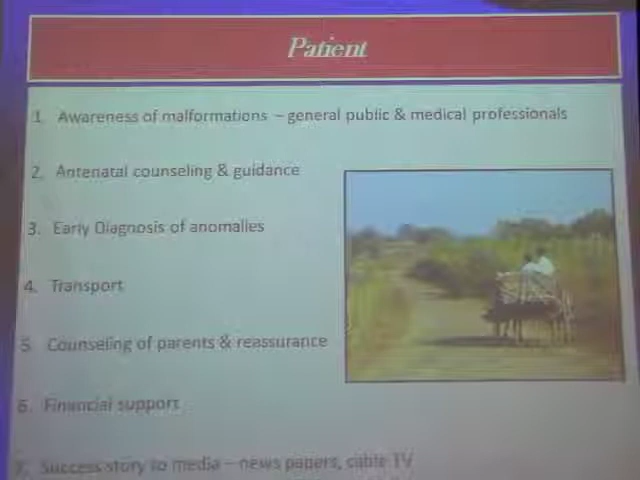 Patient
1. Awareness of malformations – general public & medical professionals
2. Antenatal counseling & guidance
3. Early Diagnosis of anomalies
4. Transport
5. Counseling of parents & reassurance
6. Financial support
7. Success story to media – news papers, cable TV